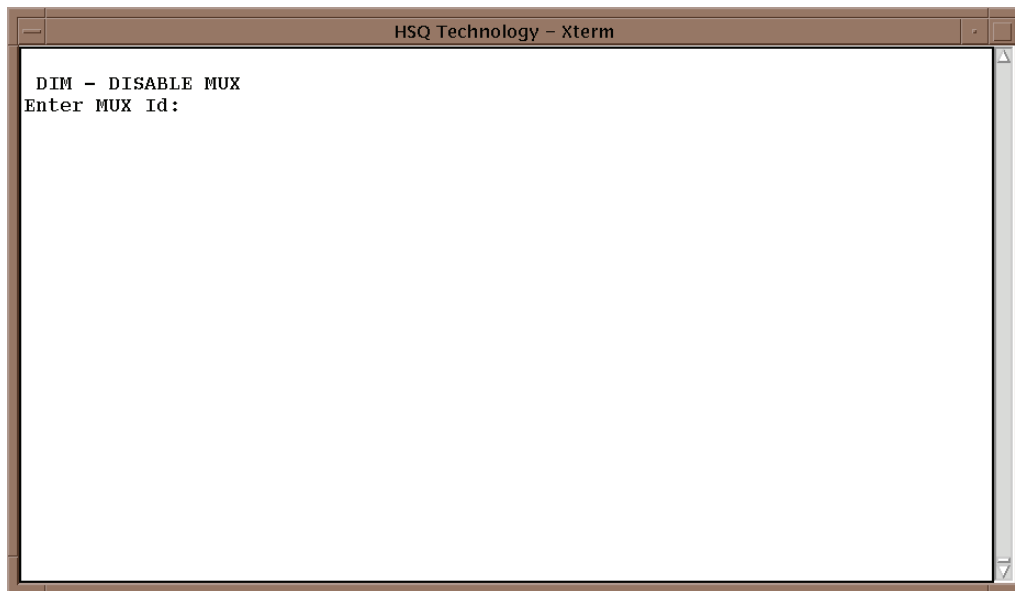 HSQ Technology - Xterm
DIM - DISABLE MUX
Enter MUX Id: